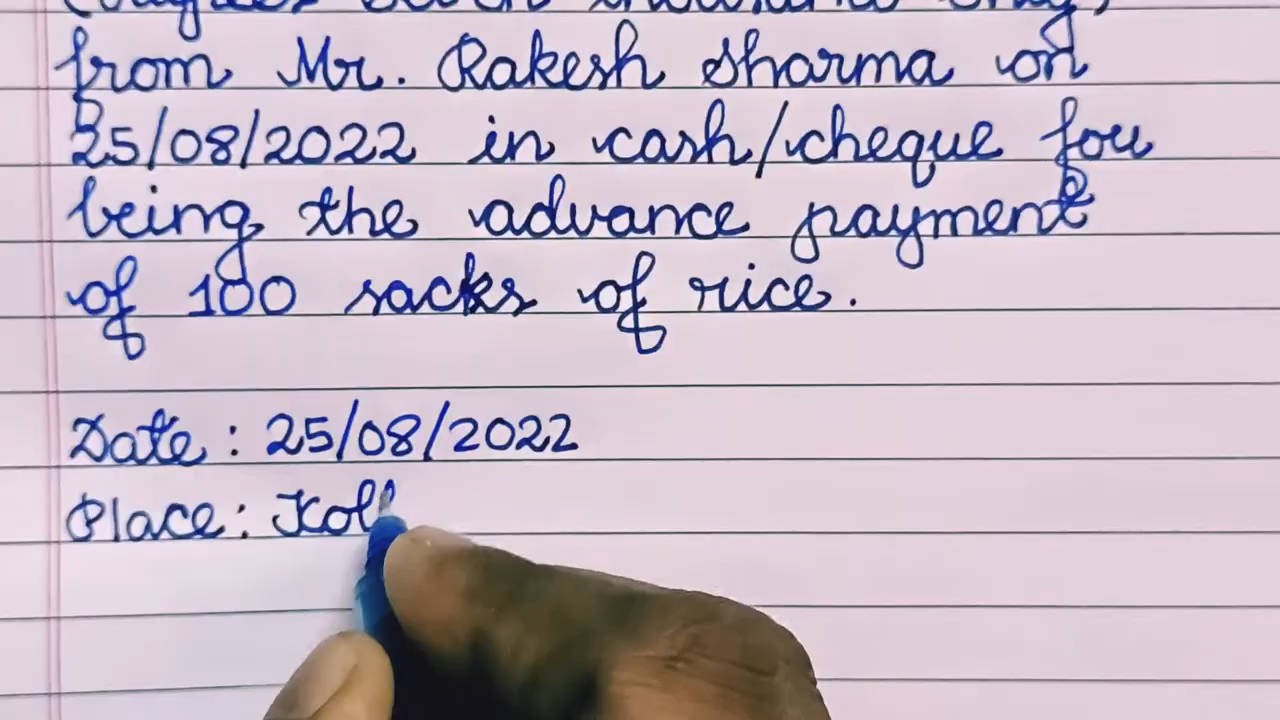 from Mr. Rakesh Sharma on
25/08/2022 in cash/cheque for
being the advance payment
of 100 sacks of rice.
Date : 25/08/2022
Place : Kol